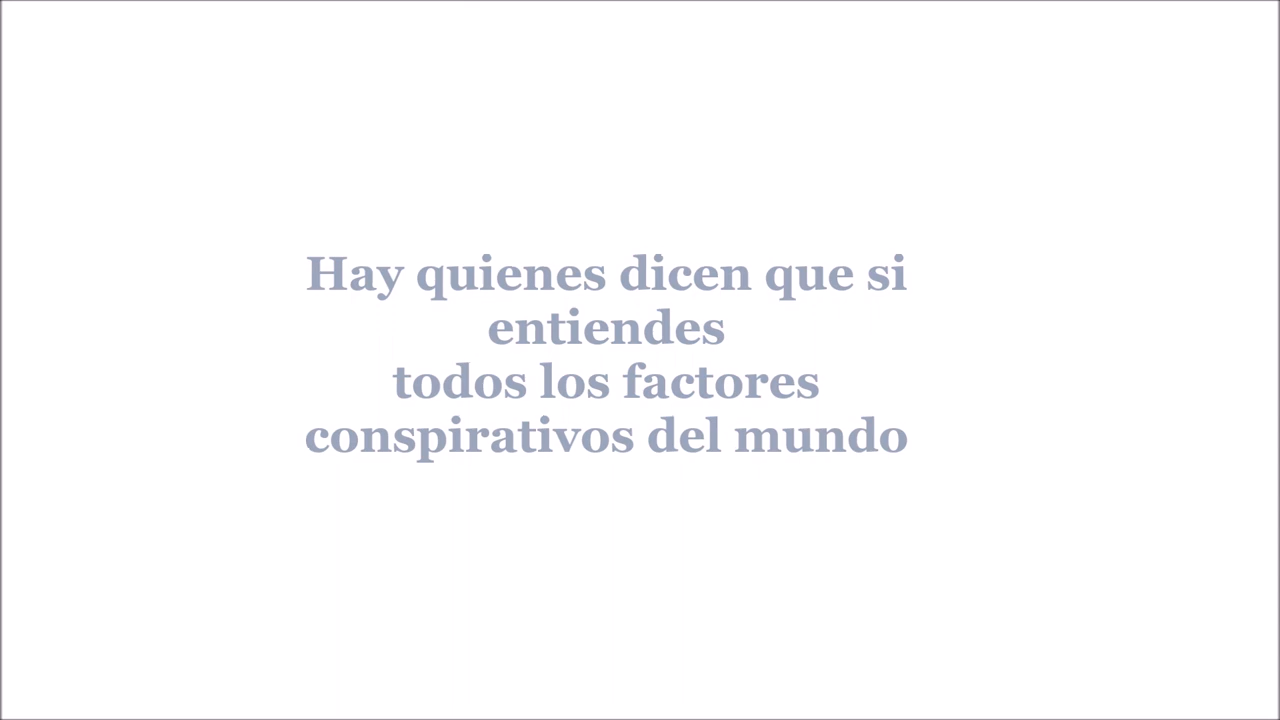 Hay quienes dicen que si
entiendes
todos los factores
conspirativos del mundo